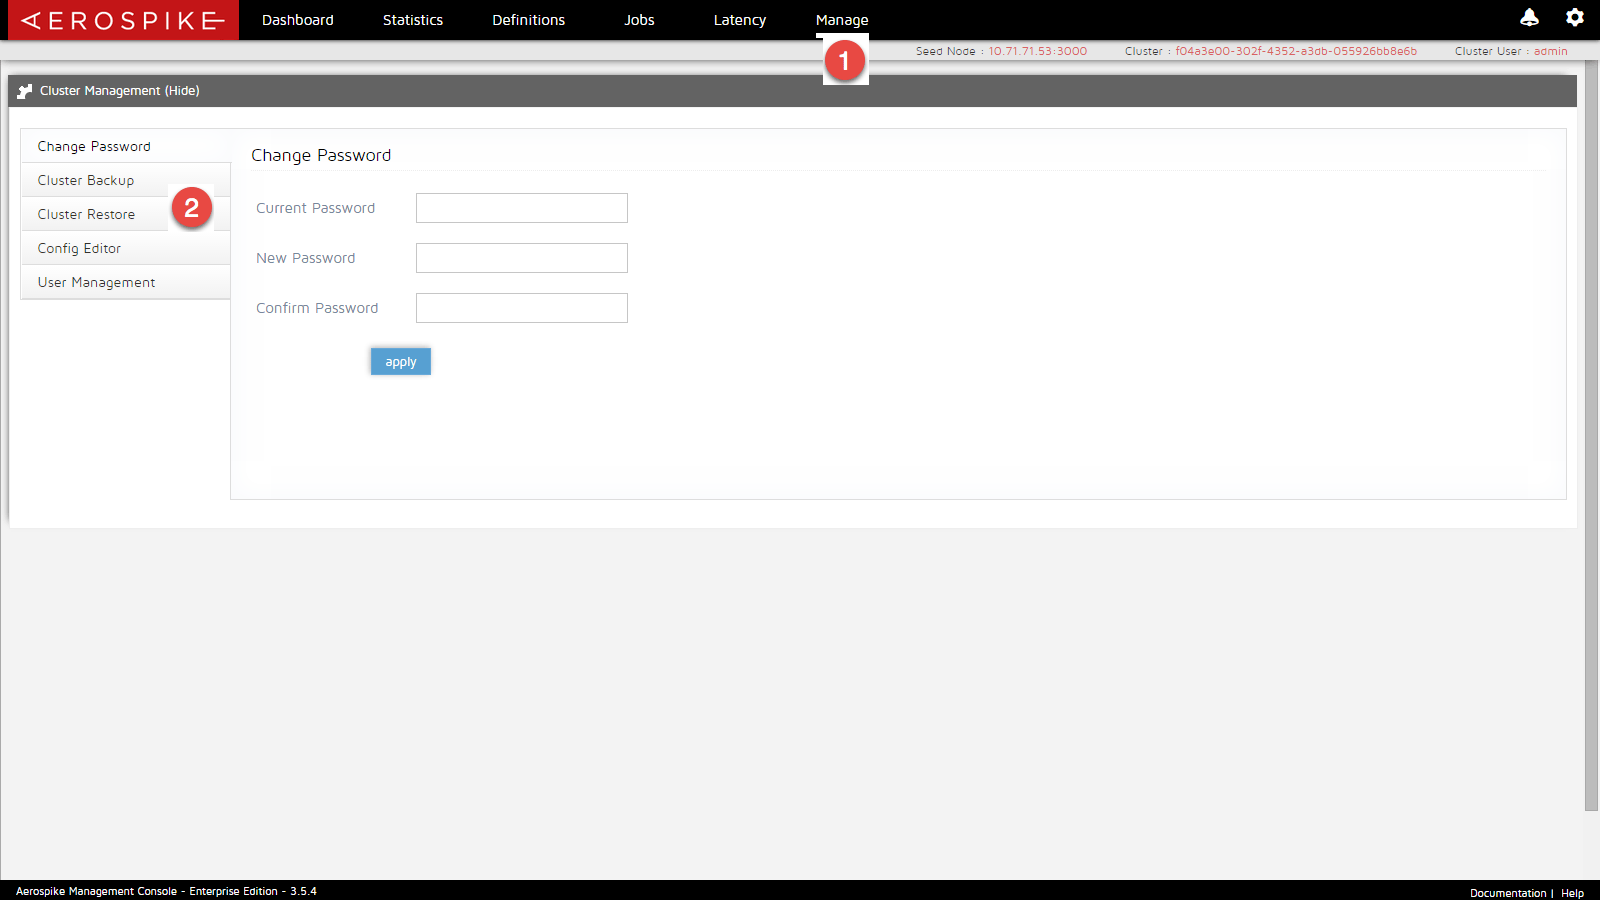 AEROSPIKE Dashboard Statistics Definitions Jobs Latency Manage
Seed Node : 10.71.71.53:3000 Cluster : f04a3e00-302f-4352-a3db-055926bb8e6b Cluster User : admin
1
Cluster Management (Hide)
Change Password
Cluster Backup
Cluster Restore
2
Config Editor
User Management
Change Password
Current Password
New Password
Confirm Password
apply
Aerospike Management Console - Enterprise Edition - 3.5.4
Documentation | Help